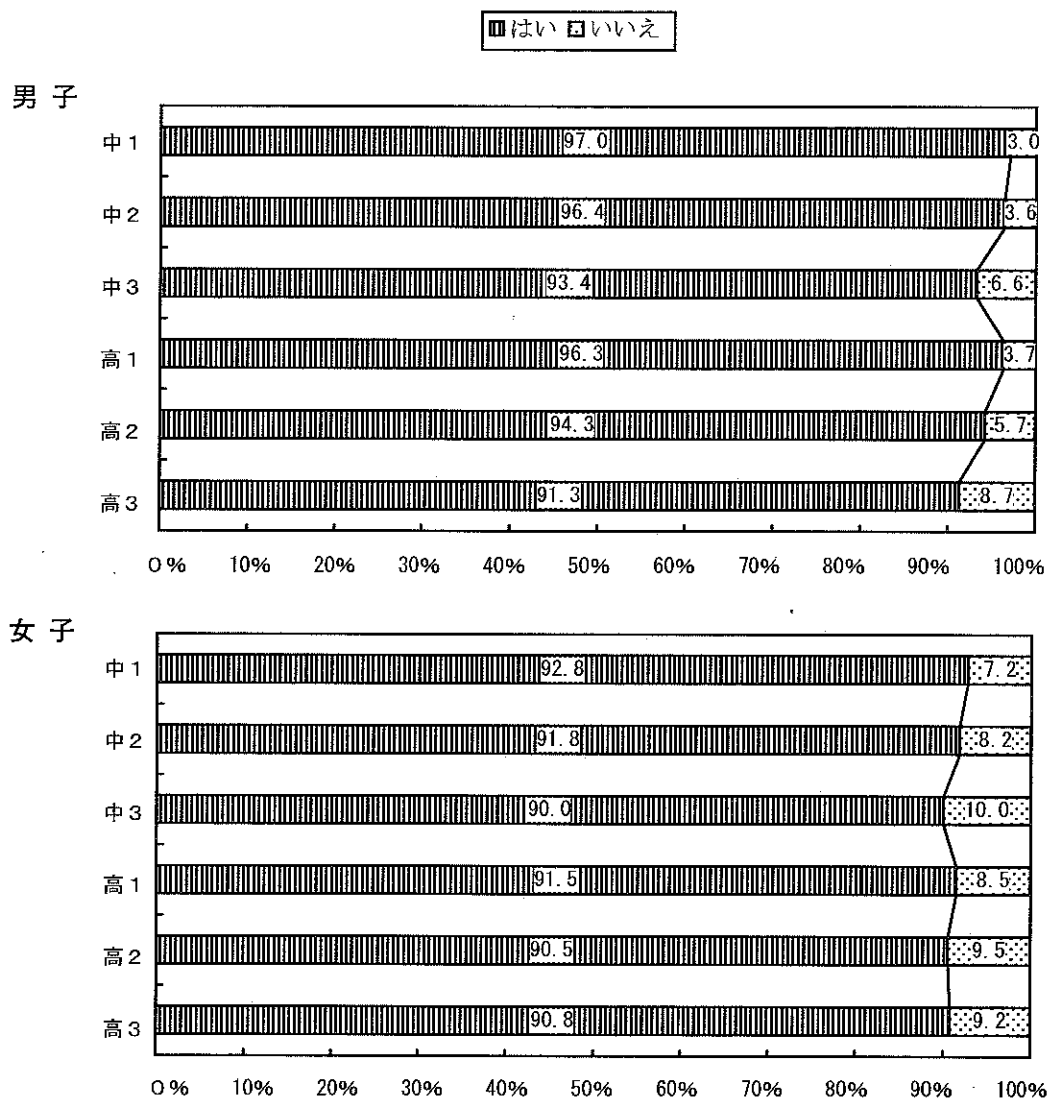 はい いいえ
男子
中1 97.0 3.0
中2 96.4 3.6
中3 93.4 6.6
高1 96.3 3.7
高2 94.3 5.7
高3 91.3 8.7
0% 10% 20% 30% 40% 50% 60% 70% 80% 90% 100%
女子
中1 92.8 7.2
中2 91.8 8.2
中3 90.0 10.0
高1 91.5 8.5
高2 90.5 9.5
高3 90.8 9.2
0% 10% 20% 30% 40% 50% 60% 70% 80% 90% 100%